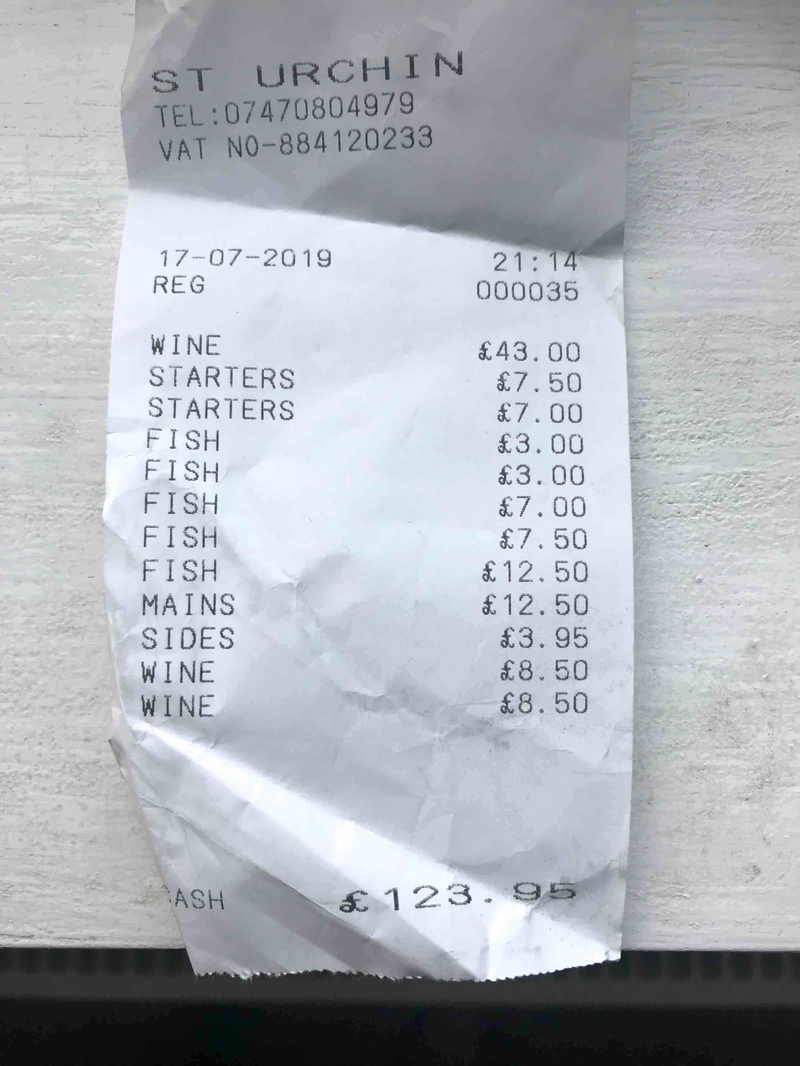 ST URCHIN
TEL:07470804979
VAT NO-884120233
17-07-2019 21:14
REG 000035
WINE £43.00
STARTERS £7.50
STARTERS £7.00
FISH £3.00
FISH £3.00
FISH £7.00
FISH £7.50
FISH £12.50
MAINS £12.50
SIDES £3.95
WINE £8.50
WINE £8.50
CASH £123.95